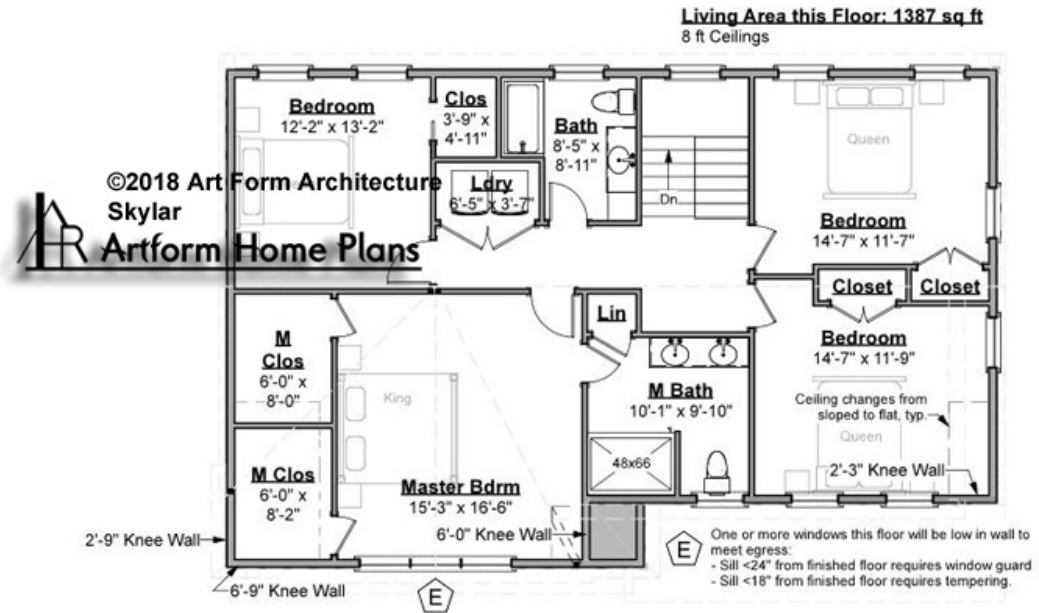 Living Area this Floor: 1387 sq ft
8 ft Ceilings
Bedroom
12'-2" x 13'-2"
Clos
3'-9" x
4'-11"
Bath
8'-5" x
8'-11"
Queen
Bedroom
14'-7" x 11'-7"
©2018 Art Form Architecture
Skylar
Artform Home Plans
Ldry
6'-5" x 3'-7"
Dn
Closet
Closet
Lin
M
Clos
6'-0" x
8'-0"
King
M Bath
10'-1" x 9'-10"
48x66
Bedroom
14'-7" x 11'-9"
Ceiling changes from
sloped to flat, typ.
Queen
2'-3" Knee Wall
M Clos
6'-0" x
8'-2"
Master Bdrm
15'-3" x 16'-6"
6'-0" Knee Wall
2'-9" Knee Wall
6'-9" Knee Wall
E
E
One or more windows this floor will be low in wall to
meet egress:
- Sill <24" from finished floor requires window guard
- Sill <18" from finished floor requires tempering.